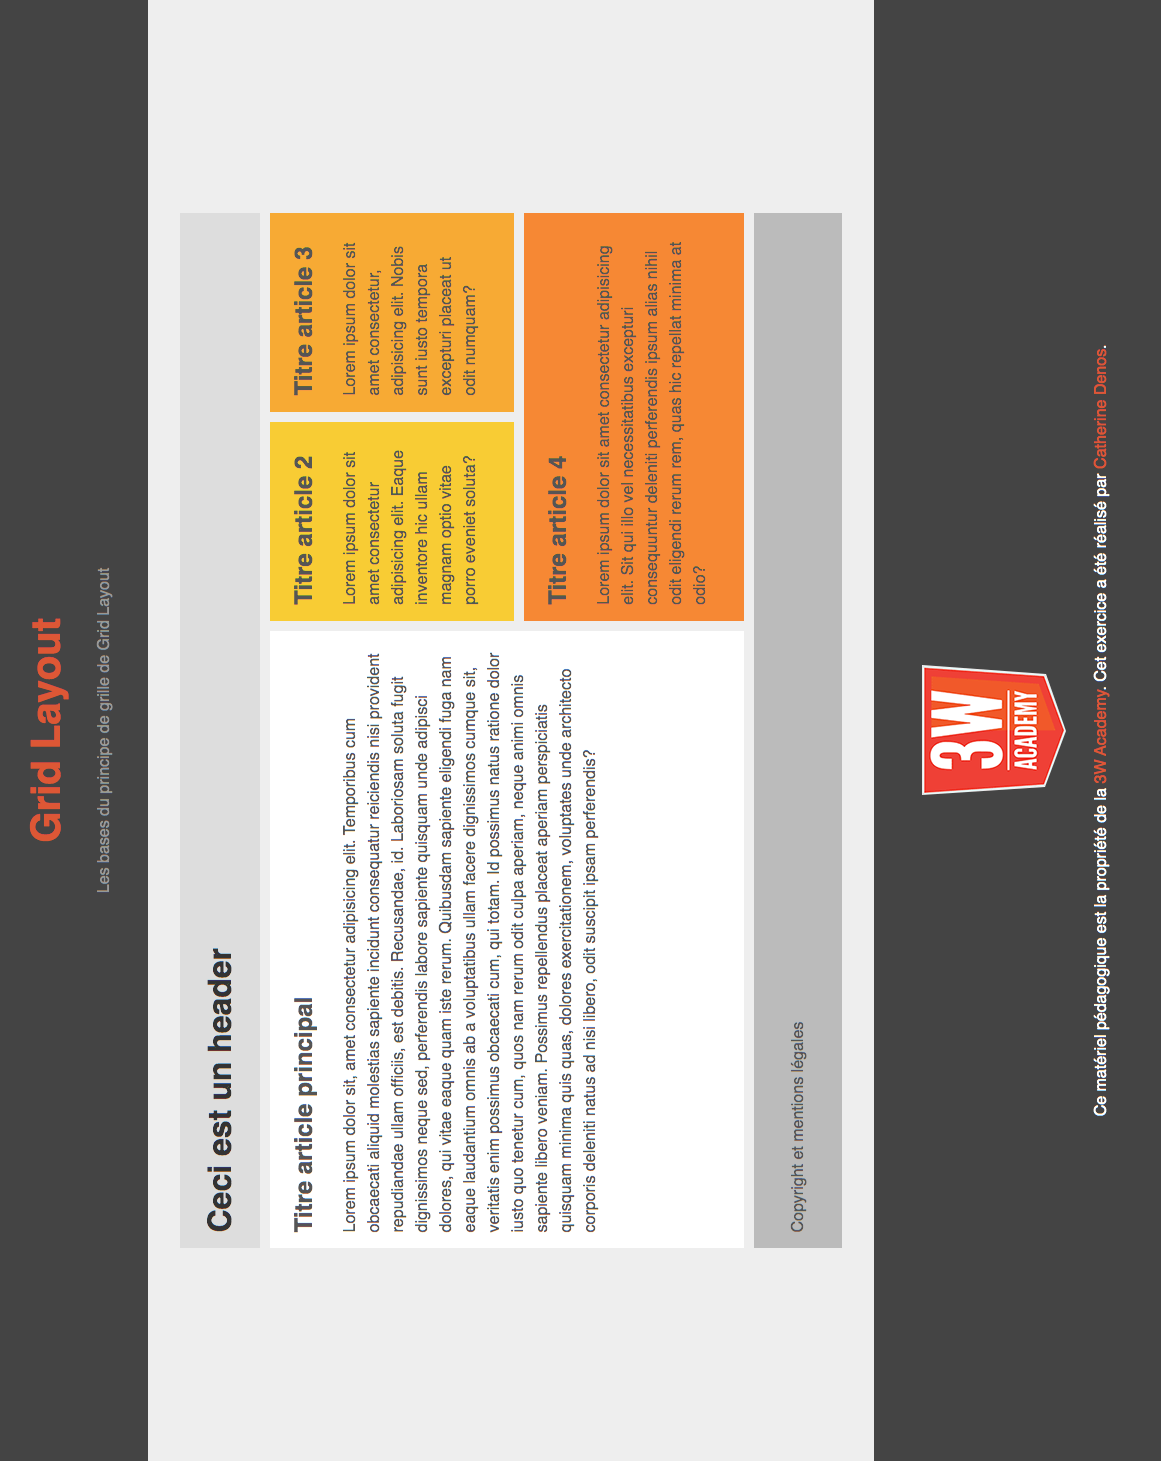 Grid Layout
Les bases du principe de grille de Grid Layout
Ceci est un header
Titre article principal
Lorem ipsum dolor sit, amet consectetur adipisicing elit. Temporibus cum
obcaecati aliquid molestias sapiente incidunt consequatur reiciendis nisi provident
repudiandae ullam officiis, est debitis. Recusandae, id. Laboriosam soluta fugit
dignissimos neque sed, perferendis labore sapiente quisquam unde adipisci
dolores, qui vitae eaque quam iste rerum. Quibusdam sapiente eligendi fuga nam
eaque laudantium omnis ab a voluptatibus ullam facere dignissimos cumque sit,
veritatis enim possimus obcaecati cum, qui totam. Id possimus natus ratione dolor
iusto quo tenetur cum, quos nam rerum odit culpa aperiam, neque animi omnis
sapiente libero veniam. Possimus repellendus placeat aperiam perspiciatis
quisquam minima quis quas, dolores exercitationem, voluptates unde architecto
corporis deleniti natus ad nisi libero, odit suscipit ipsam perferendis?
Titre article 2
Lorem ipsum dolor sit
amet consectetur
adipisicing elit. Eaque
inventore hic ullam
magnam optio vitae
porro eveniet soluta?
Titre article 3
Lorem ipsum dolor sit
amet consectetur,
adipisicing elit. Nobis
sunt iusto tempora
excepturi placeat ut
odit numquam?
Titre article 4
Lorem ipsum dolor sit amet consectetur adipisicing
elit. Sit qui illo vel necessitatibus excepturi
consequuntur deleniti perferendis ipsum alias nihil
odit eligendi rerum rem, quas hic repellat minima at
odio?
Copyright et mentions légales
3W
ACADEMY
Ce matériel pédagogique est la propriété de la 3W Academy. Cet exercice a été réalisé par Catherine Denos.